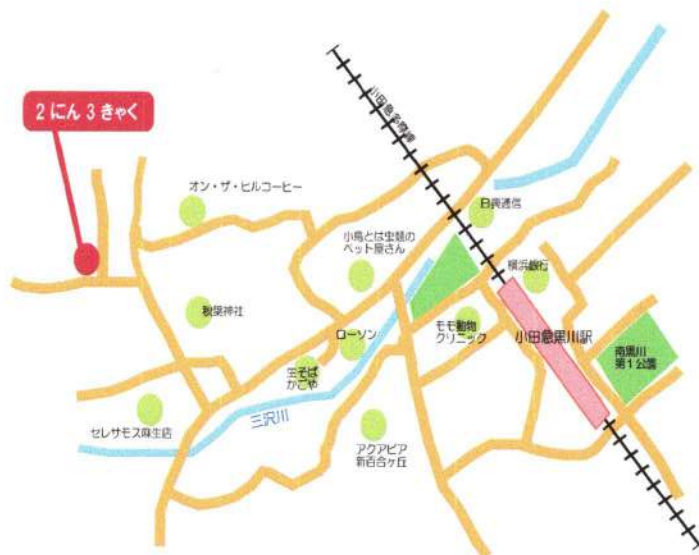 小田急多摩線
2にん3きゃく
オン・ザ・ヒルコーヒー
日興通信
小鳥とは虫類の
ペット屋さん
横浜銀行
秋葉神社
ローソン
モモ動物
クリニック
小田急黒川駅
南黒川
第1公園
生そば
かごや
三沢川
セレサモス麻生店
アクアピア
新百合ヶ丘